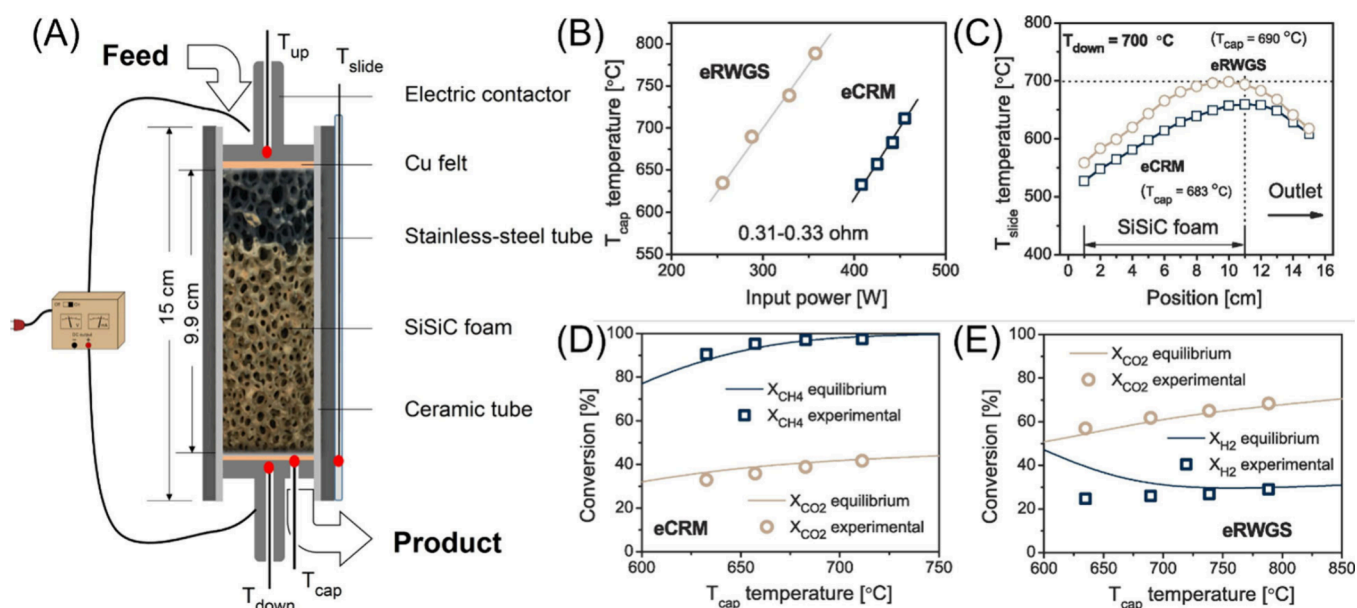 (A)
Feed
T_up
T_slide
Electric contactor
Cu felt
Stainless-steel tube
SiSiC foam
Ceramic tube
15 cm
9.9 cm
Product
T_down
T_cap
(B)
T_cap temperature [°C]
800
750
700
650
600
550
eRWGS
eCRM
0.31-0.33 ohm
200 300 400 500
Input power [W]
(C)
T_slide temperature [°C]
800
700
600
500
400
T_down = 700 °C
(T_cap = 690 °C)
eRWGS
eCRM
(T_cap = 683 °C)
Outlet
SiSiC foam
0 2 4 6 8 10 12 14 16
Position [cm]
(D)
Conversion [%]
100
80
60
40
20
0
X_CH4 equilibrium
X_CH4 experimental
X_CO2 equilibrium
X_CO2 experimental
eCRM
600 650 700 750
T_cap temperature [°C]
(E)
Conversion [%]
100
80
60
40
20
0
X_CO2 equilibrium
X_CO2 experimental
X_H2 equilibrium
X_H2 experimental
eRWGS
600 650 700 750 800 850
T_cap temperature [°C]